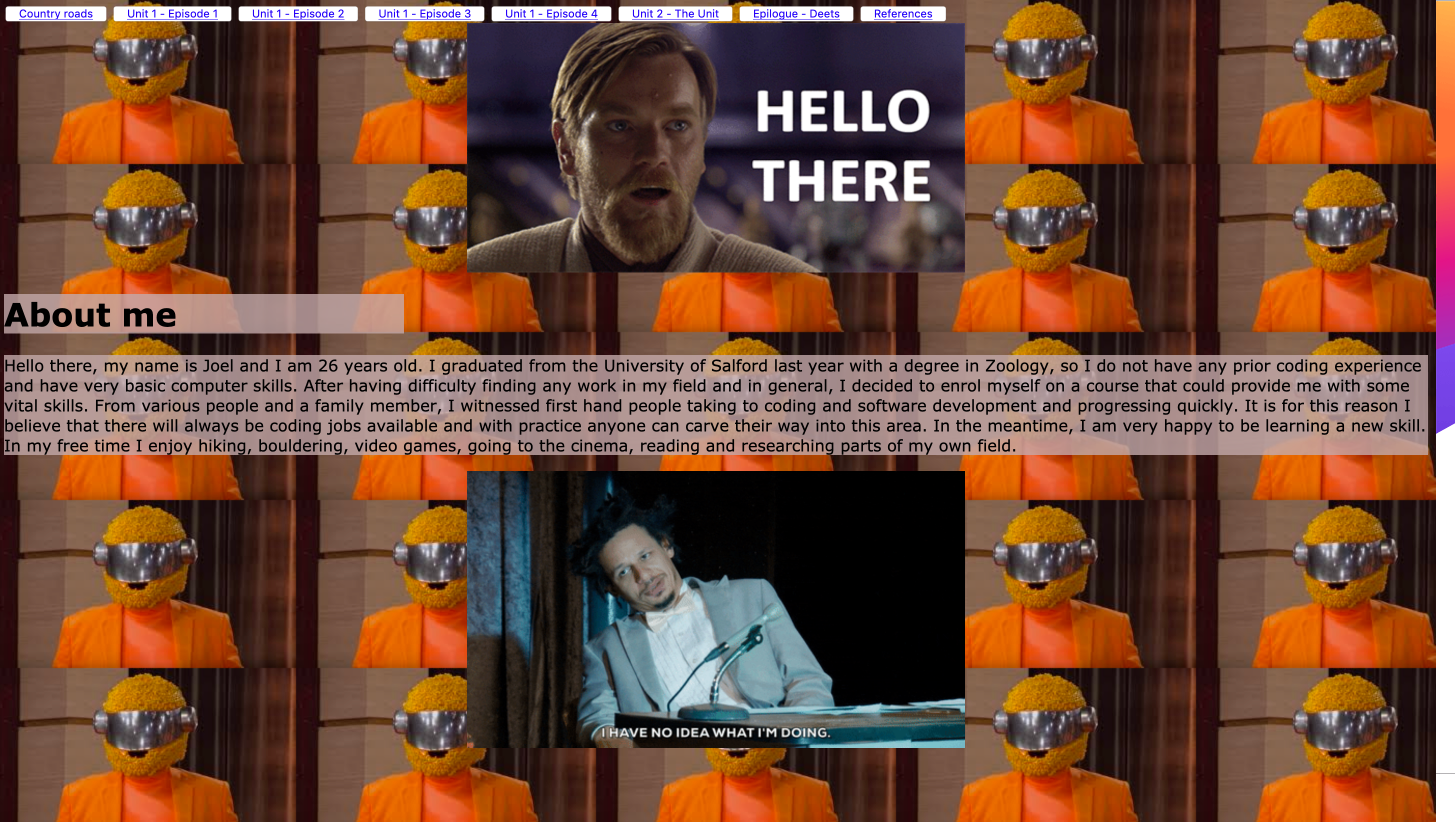 Country roads Unit 1 - Episode 1 Unit 1 - Episode 2 Unit 1 - Episode 3 Unit 1 - Episode 4 Unit 2 - The Unit Epilogue - Deets References
HELLO
THERE
About me
Hello there, my name is Joel and I am 26 years old. I graduated from the University of Salford last year with a degree in Zoology, so I do not have any prior coding experience
and have very basic computer skills. After having difficulty finding any work in my field and in general, I decided to enrol myself on a course that could provide me with some
vital skills. From various people and a family member, I witnessed first hand people taking to coding and software development and progressing quickly. It is for this reason I
believe that there will always be coding jobs available and with practice anyone can carve their way into this area. In the meantime, I am very happy to be learning a new skill.
In my free time I enjoy hiking, bouldering, video games, going to the cinema, reading and researching parts of my own field.
I HAVE NO IDEA WHAT I'M DOING.